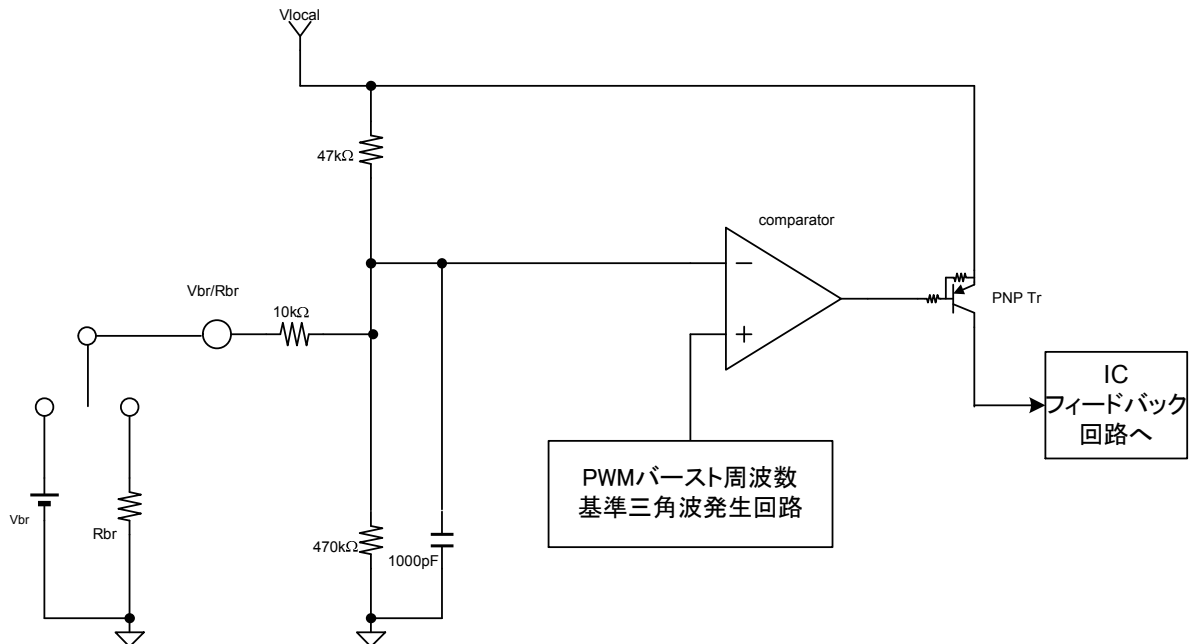 Vlocal
47kΩ
comparator
Vbr/Rbr
10kΩ
PNP Tr
IC
フィードバック
回路へ
PWMバースト周波数
基準三角波発生回路
Vbr
Rbr
470kΩ
1000pF